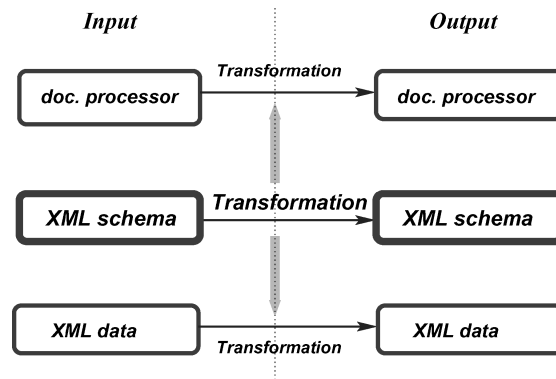 Input Output
Transformation
doc. processor doc. processor
Transformation
XML schema XML schema
XML data XML data
Transformation